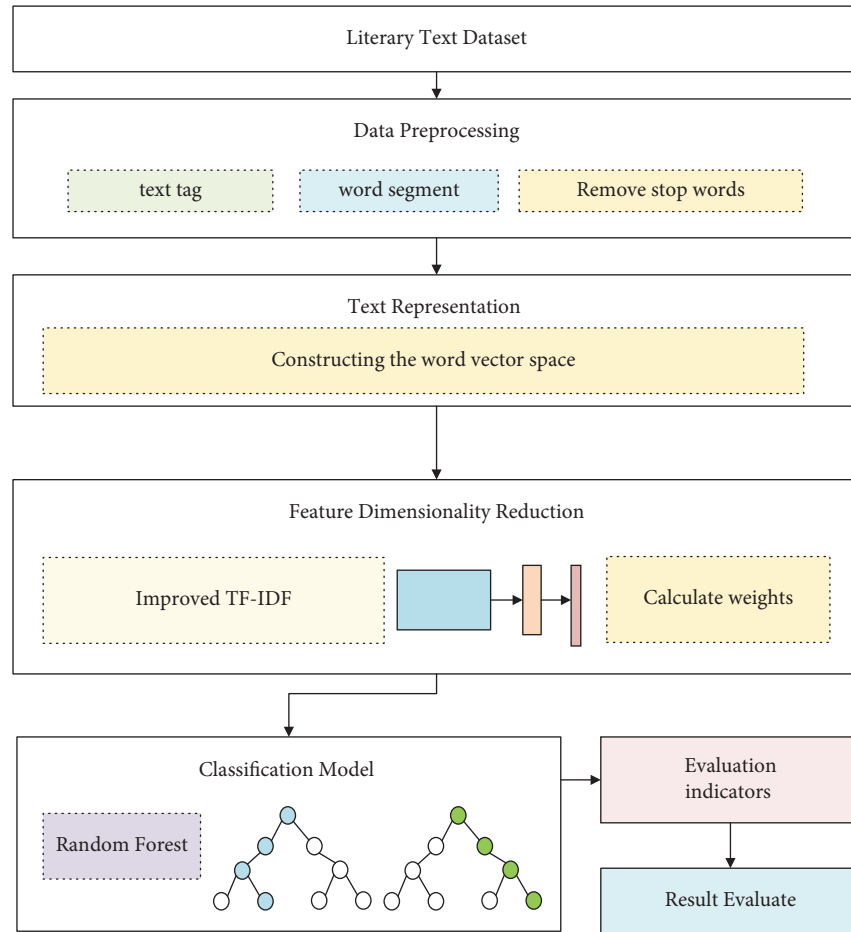 Literary Text Dataset
Data Preprocessing
text tag
word segment
Remove stop words
Text Representation
Constructing the word vector space
Feature Dimensionality Reduction
Improved TF-IDF
Calculate weights
Classification Model
Random Forest
Evaluation
indicators
Result Evaluate